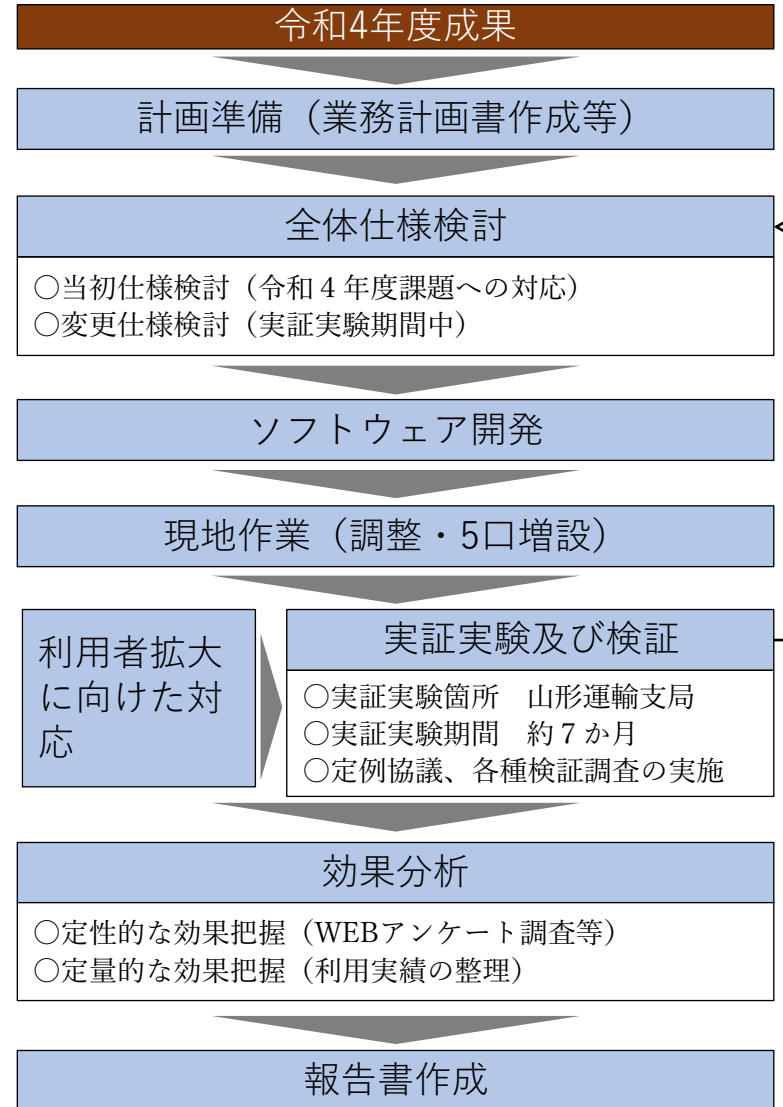 令和4年度成果
計画準備（業務計画書作成等）
全体仕様検討
○当初仕様検討（令和４年度課題への対応）
○変更仕様検討（実証実験期間中）
ソフトウェア開発
現地作業（調整・5口増設）
利用者拡大
に向けた対
応
実証実験及び検証
○実証実験箇所　山形運輸支局
○実証実験期間　約７か月
○定例協議、各種検証調査の実施
効果分析
○定性的な効果把握（WEBアンケート調査等）
○定量的な効果把握（利用実績の整理）
報告書作成